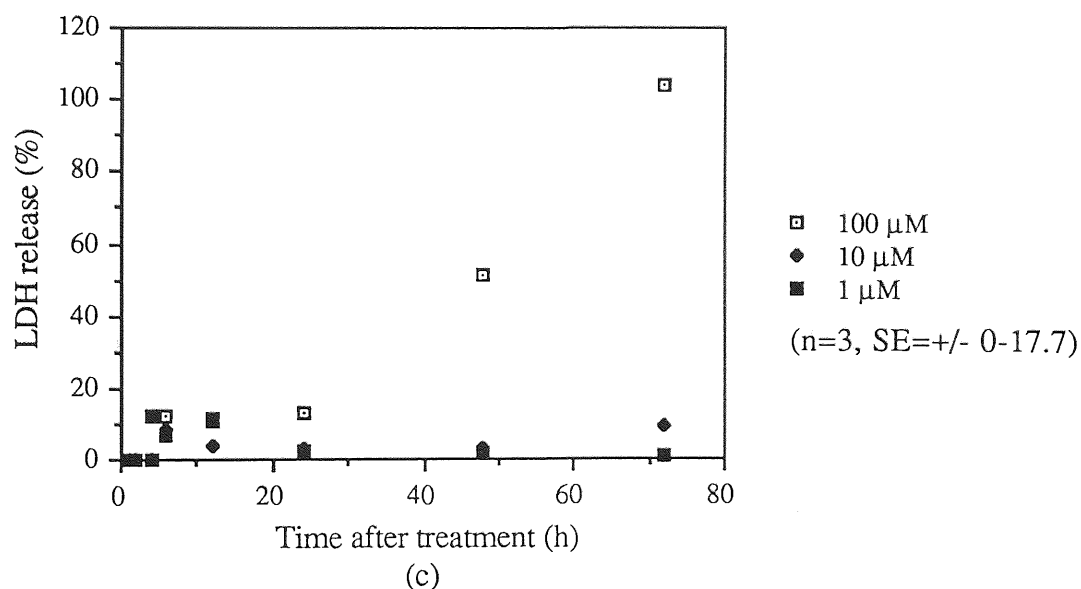 120
100
80
60
40
20
0
LDH release (%)
0 20 40 60 80
Time after treatment (h)
(c)
100 µM
10 µM
1 µM
(n=3, SE=+/- 0-17.7)